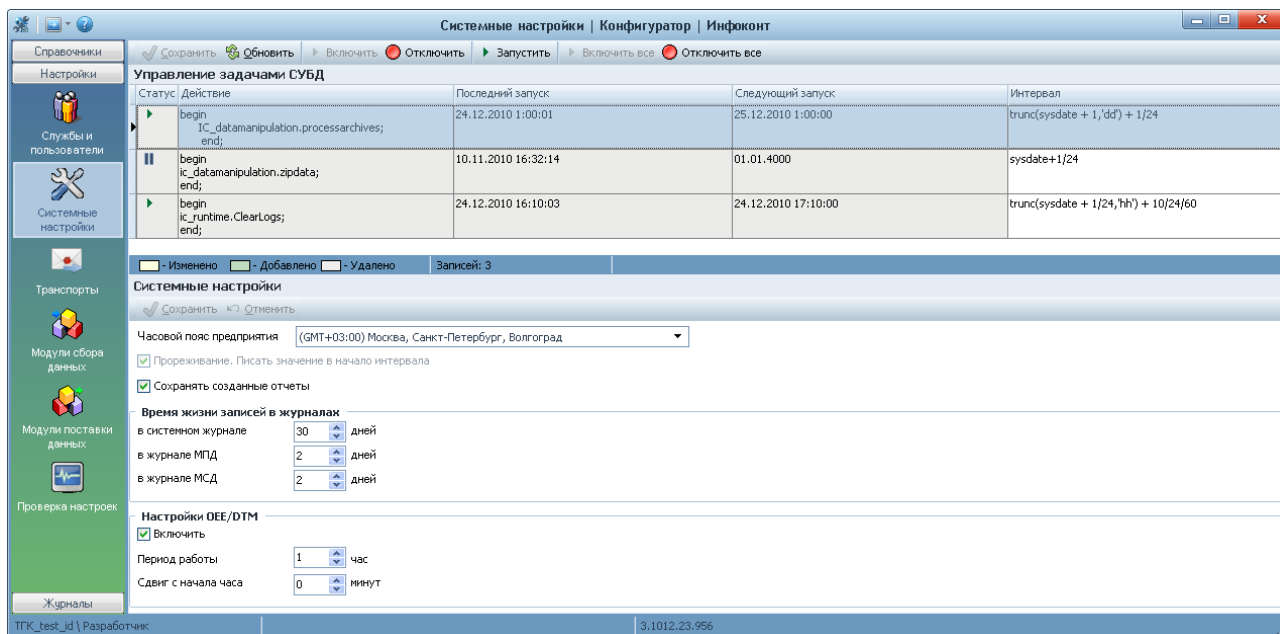 Системные настройки | Конфигуратор | Инфоконт
Справочники
Настройки
Службы и
пользователи
Системные
настройки
Транспорты
Модули сбора
данных
Модули поставки
данных
Проверка настроек
Журналы
Сохранить Обновить Включить Отключить Запустить Включить все Отключить все
Управление задачами СУБД
Статус Действие Последний запуск Следующий запуск Интервал
begin 24.12.2010 1:00:01 25.12.2010 1:00:00 trunc(sysdate + 1,'dd') + 1/24
IC_datamanipulation.processarchives;
end;
begin 10.11.2010 16:32:14 01.01.4000 sysdate+1/24
ic_datamanipulation.zipdata;
end;
begin 24.12.2010 16:10:03 24.12.2010 17:10:00 trunc(sysdate + 1/24,'hh') + 10/24/60
ic_runtime.ClearLogs;
end;
- Изменено - Добавлено - Удалено Записей: 3
Системные настройки
Сохранить Отменить
Часовой пояс предприятия (GMT+03:00) Москва, Санкт-Петербург, Волгоград
Прореживание. Писать значение в начало интервала
Сохранять созданные отчеты
Время жизни записей в журналах
в системном журнале 30 дней
в журнале МПД 2 дней
в журнале МСД 2 дней
Настройки OEE/DTM
Включить
Период работы 1 час
Сдвиг с начала часа 0 минут
ТГК_test_id \ Разработчик 3.1012.23.956